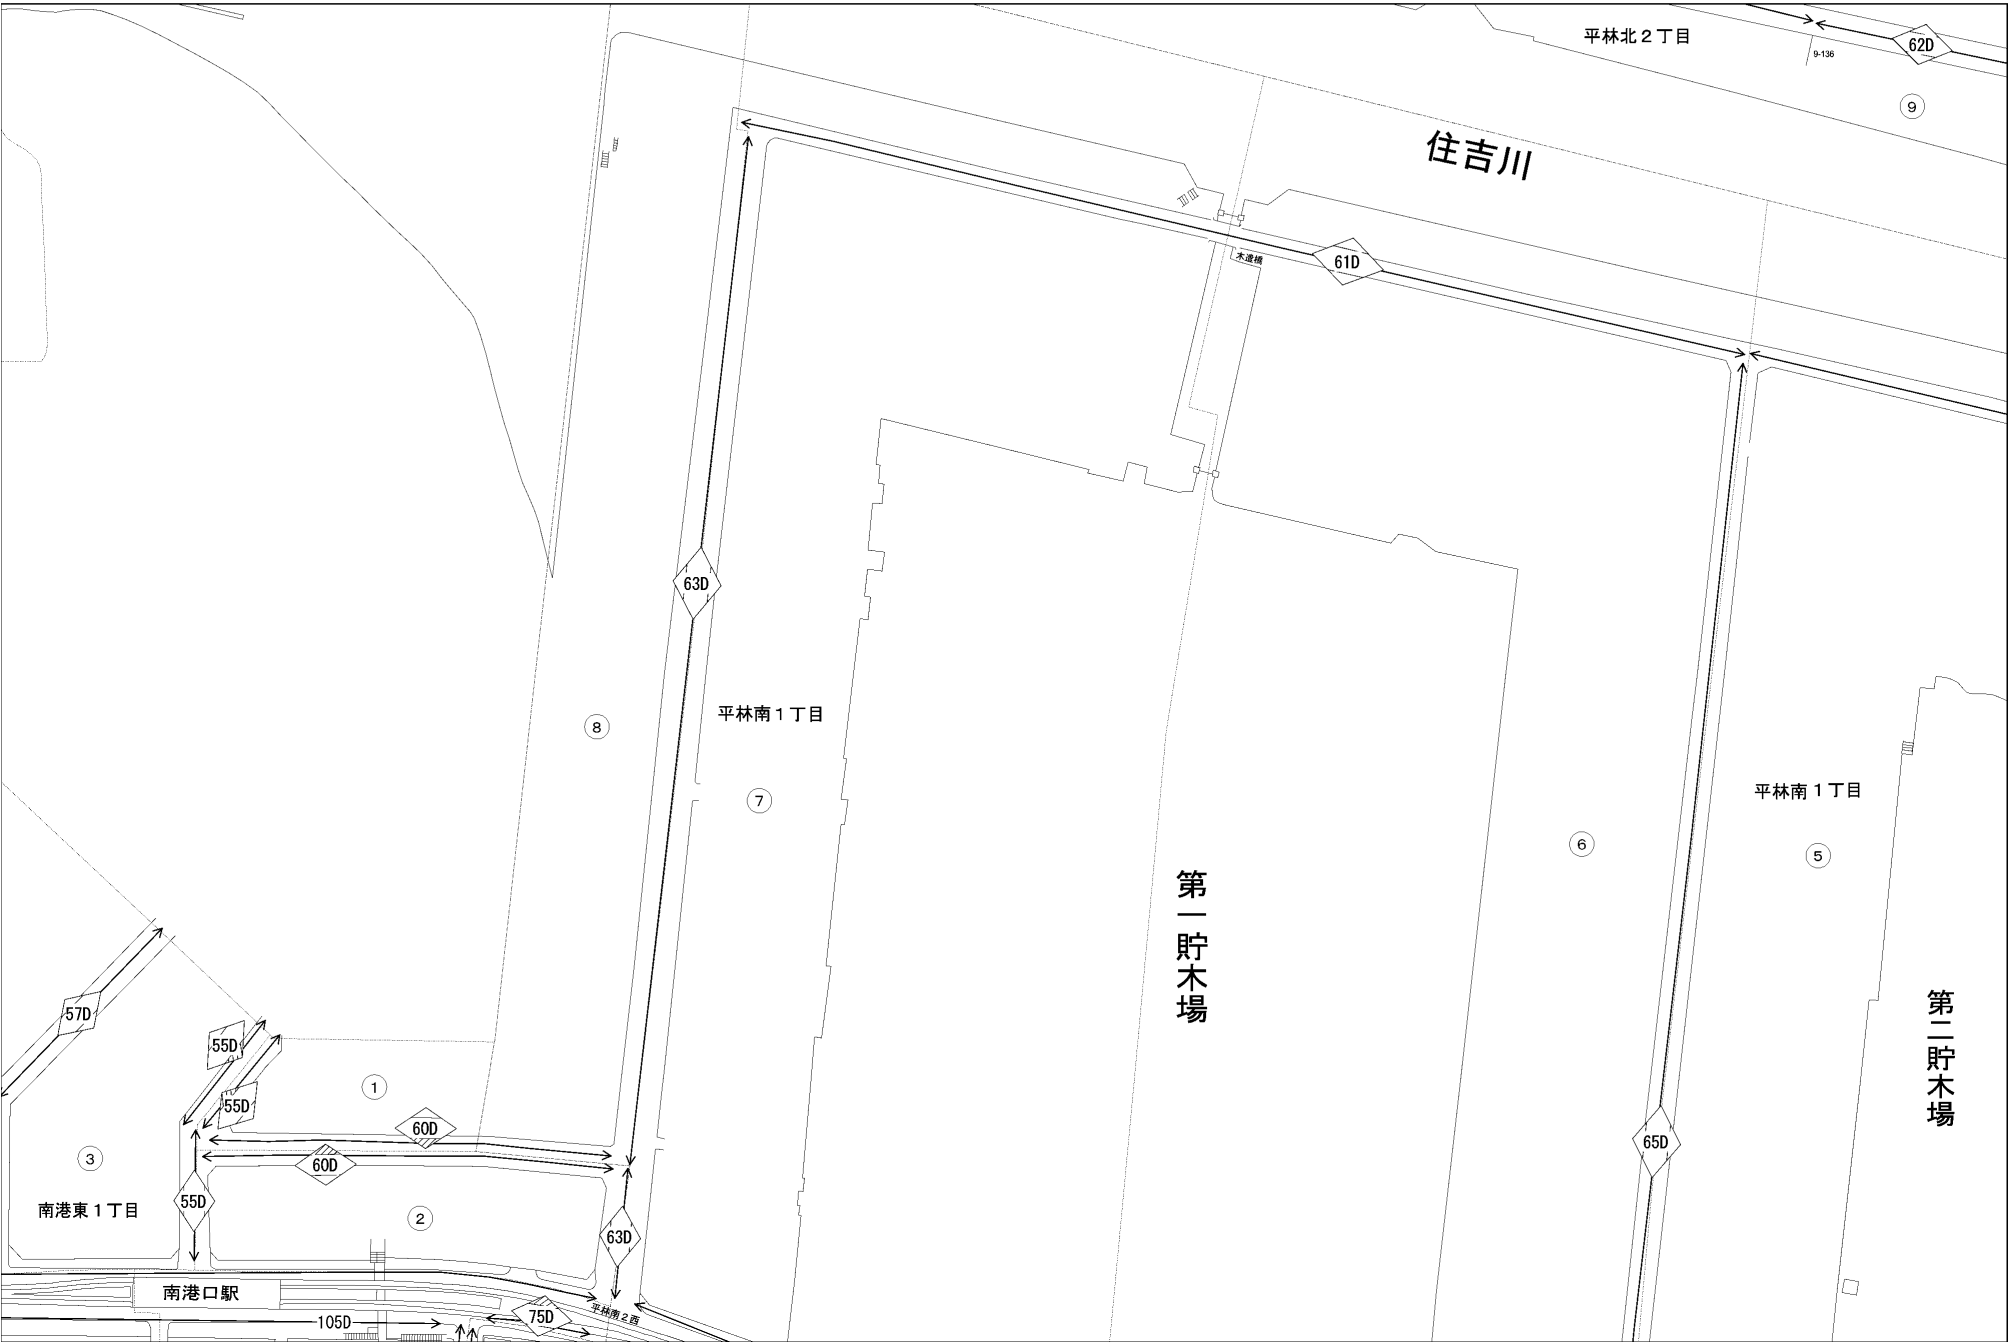 平林北２丁目
62D
9-136
⑨
住吉川
61D
木遣橋
63D
平林南１丁目
⑧
⑦
平林南１丁目
⑥
⑤
第一貯木場
第二貯木場
57D
55D
55D
①
60D
65D
③
60D
55D
南港東１丁目
②
63D
南港口駅
平林南２西
75D
105D